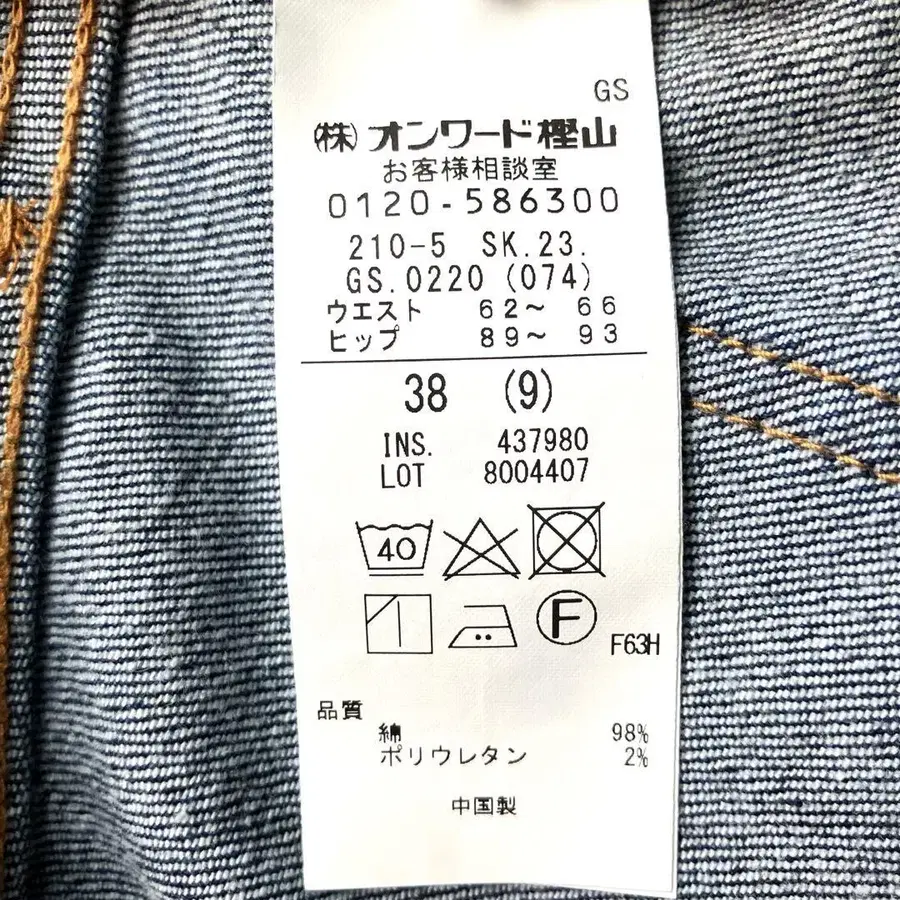 GS
(株)オンワード樫山
お客様相談室
0120-586300
210-5 SK.23.
GS.0220 (074)
ウエスト 62〜 66
ヒップ 89〜 93
38 (9)
INS. 437980
LOT 8004407
40
F
F63H
品質
綿 98%
ポリウレタン 2%
中国製